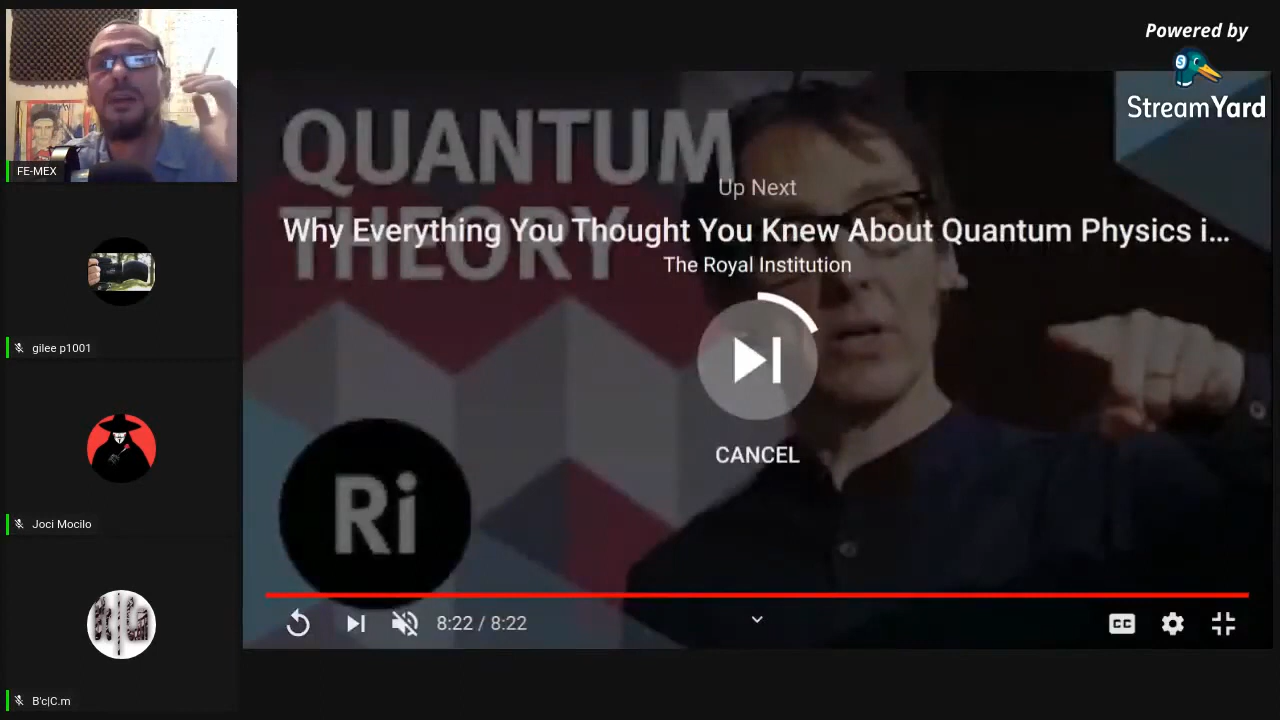 Powered by
StreamYard
FE-MEX
gilee p1001
Joci Mocilo
B'c|C.m
QUANTUM
THEORY
Up Next
Why Everything You Thought You Knew About Quantum Physics i...
The Royal Institution
CANCEL
Ri
8:22 / 8:22
CC